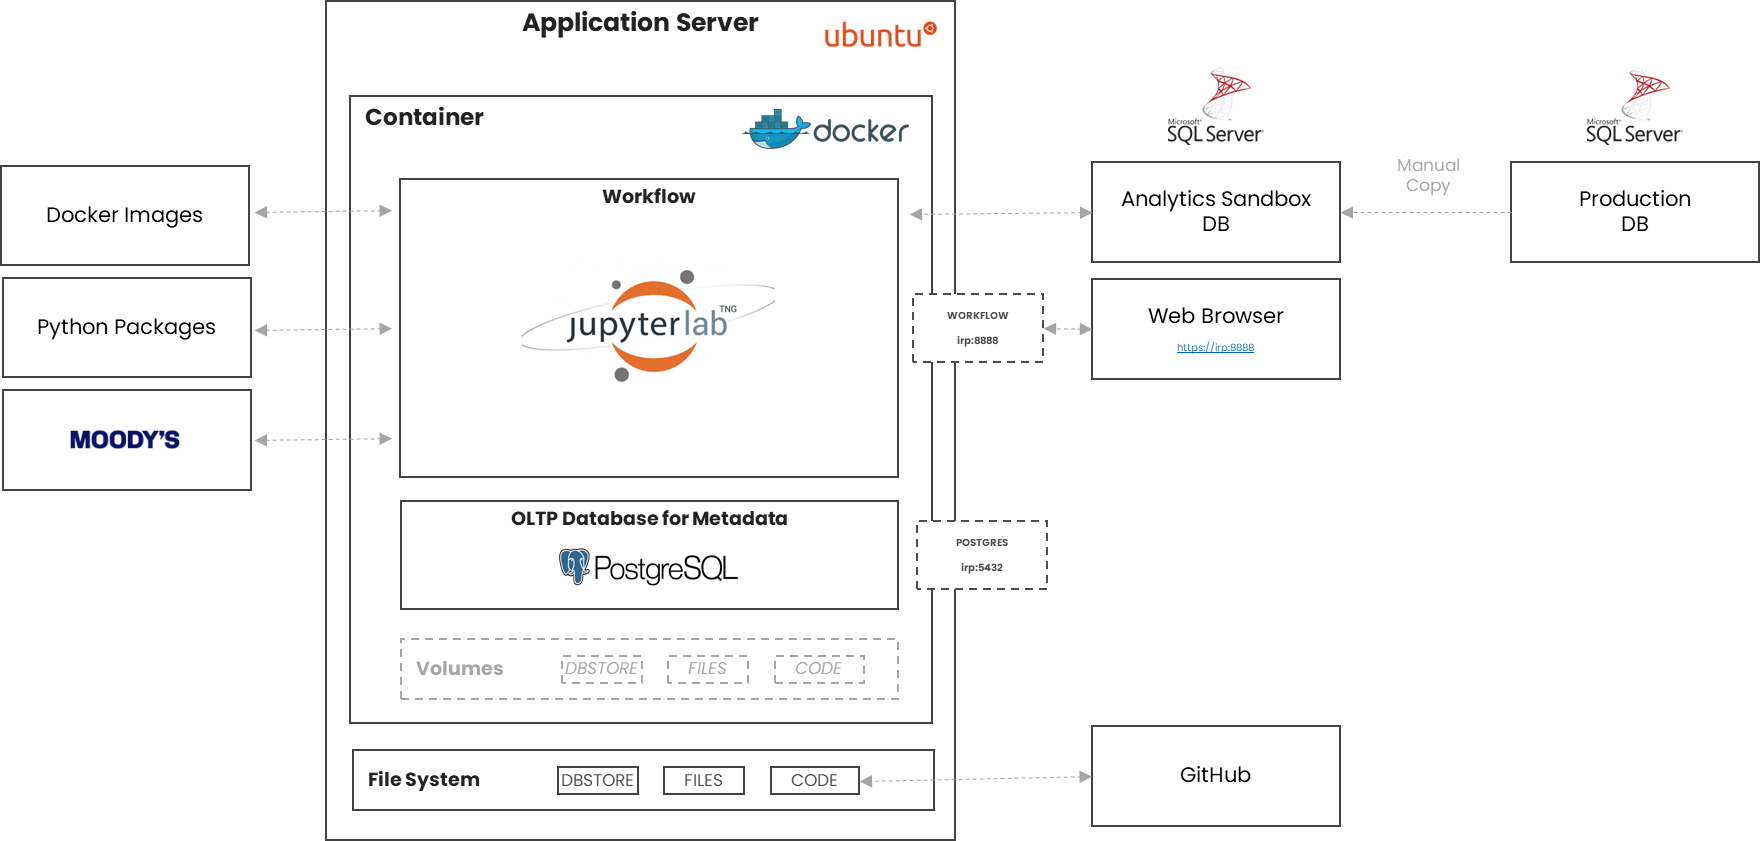 Application Server
ubuntu
Container
docker
Microsoft®
SQL Server®
Microsoft®
SQL Server®
Manual
Copy
Docker Images
Workflow
Analytics Sandbox
DB
Production
DB
Python Packages
jupyterlab TNG
WORKFLOW
irp:8888
Web Browser
https://irp:8888
MOODY'S
OLTP Database for Metadata
PostgreSQL
POSTGRES
irp:5432
Volumes
DBSTORE
FILES
CODE
File System
DBSTORE
FILES
CODE
GitHub